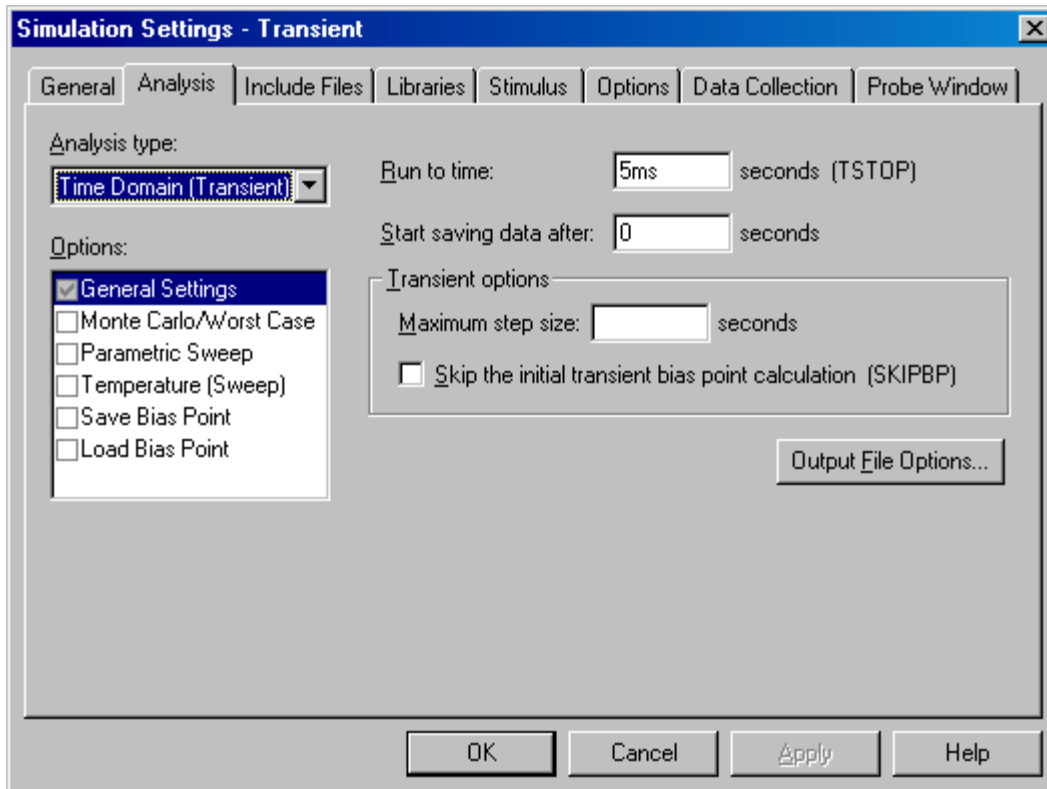 Simulation Settings - Transient
General Analysis Include Files Libraries Stimulus Options Data Collection Probe Window
Analysis type:
Time Domain (Transient)
Options:
General Settings
Monte Carlo/Worst Case
Parametric Sweep
Temperature (Sweep)
Save Bias Point
Load Bias Point
Run to time: 5ms seconds (TSTOP)
Start saving data after: 0 seconds
Transient options
Maximum step size: seconds
Skip the initial transient bias point calculation (SKIPBP)
Output File Options...
OK Cancel Apply Help